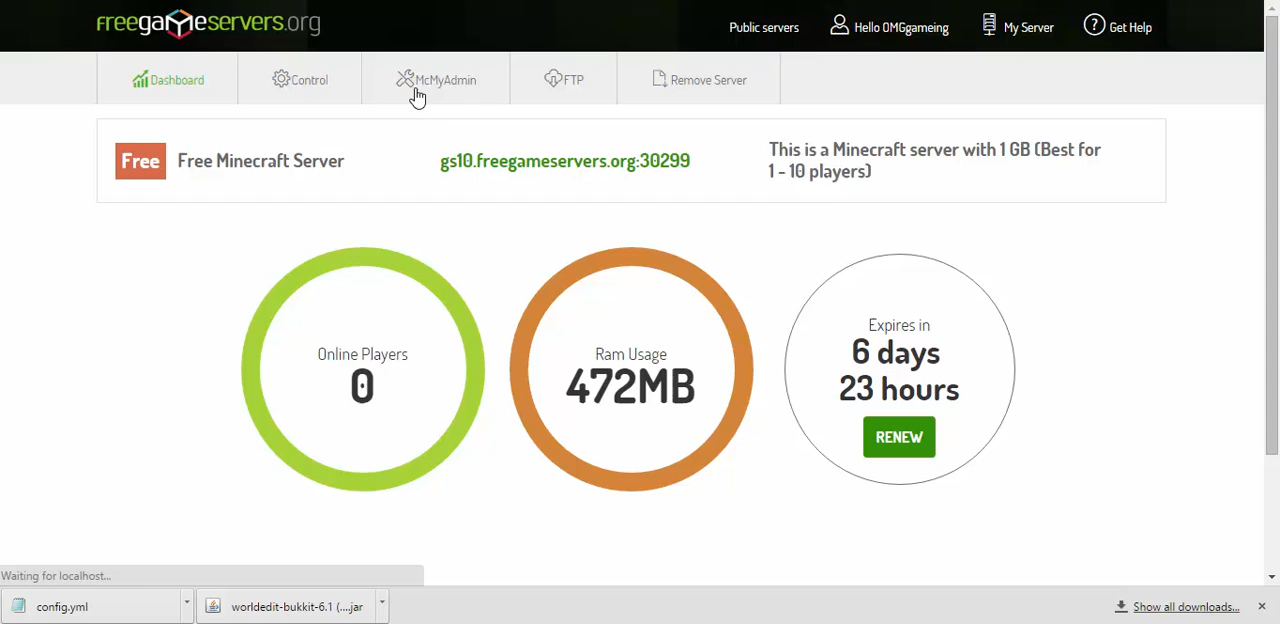 freegameservers.org
Public servers
Hello OMGgameing
My Server
? Get Help
Dashboard
Control
McMyAdmin
FTP
Remove Server
Free
Free Minecraft Server
gs10.freegameservers.org:30299
This is a Minecraft server with 1 GB (Best for
1 - 10 players)
Online Players
0
Ram Usage
472MB
Expires in
6 days
23 hours
RENEW
Waiting for localhost...
config.yml
worldedit-bukkit-6.1 (....jar
Show all downloads...